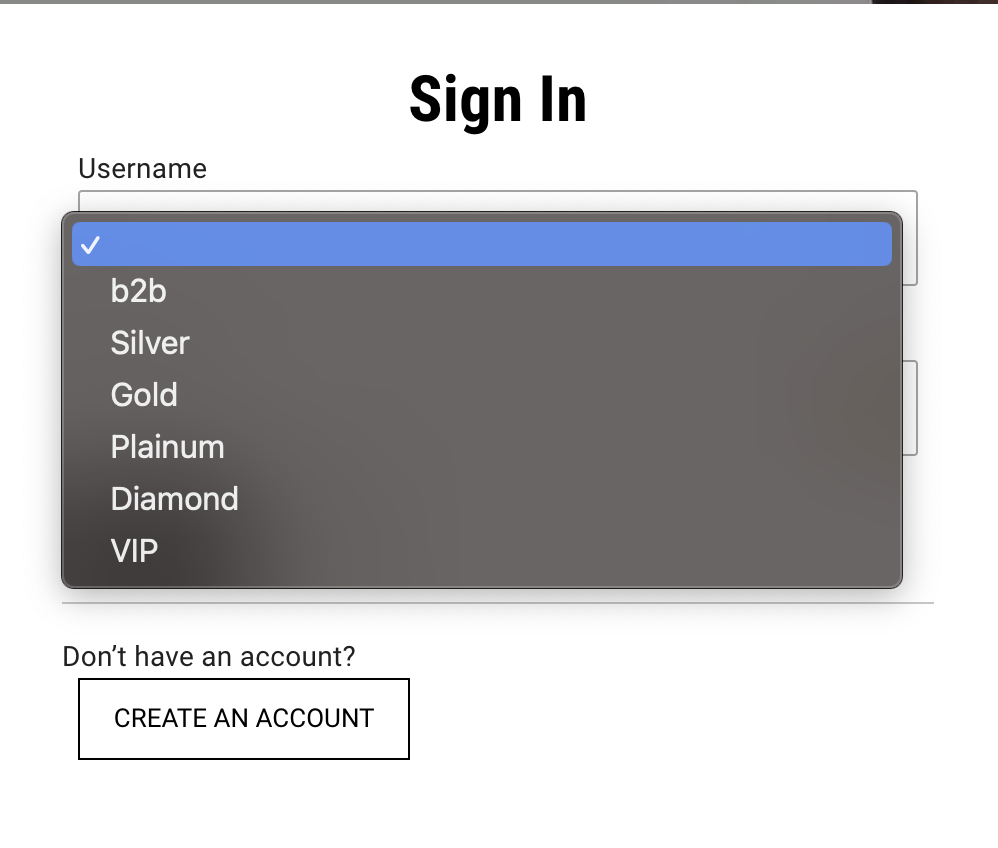 Sign In
Username
b2b
Silver
Gold
Plainum
Diamond
VIP
Don’t have an account?
CREATE AN ACCOUNT